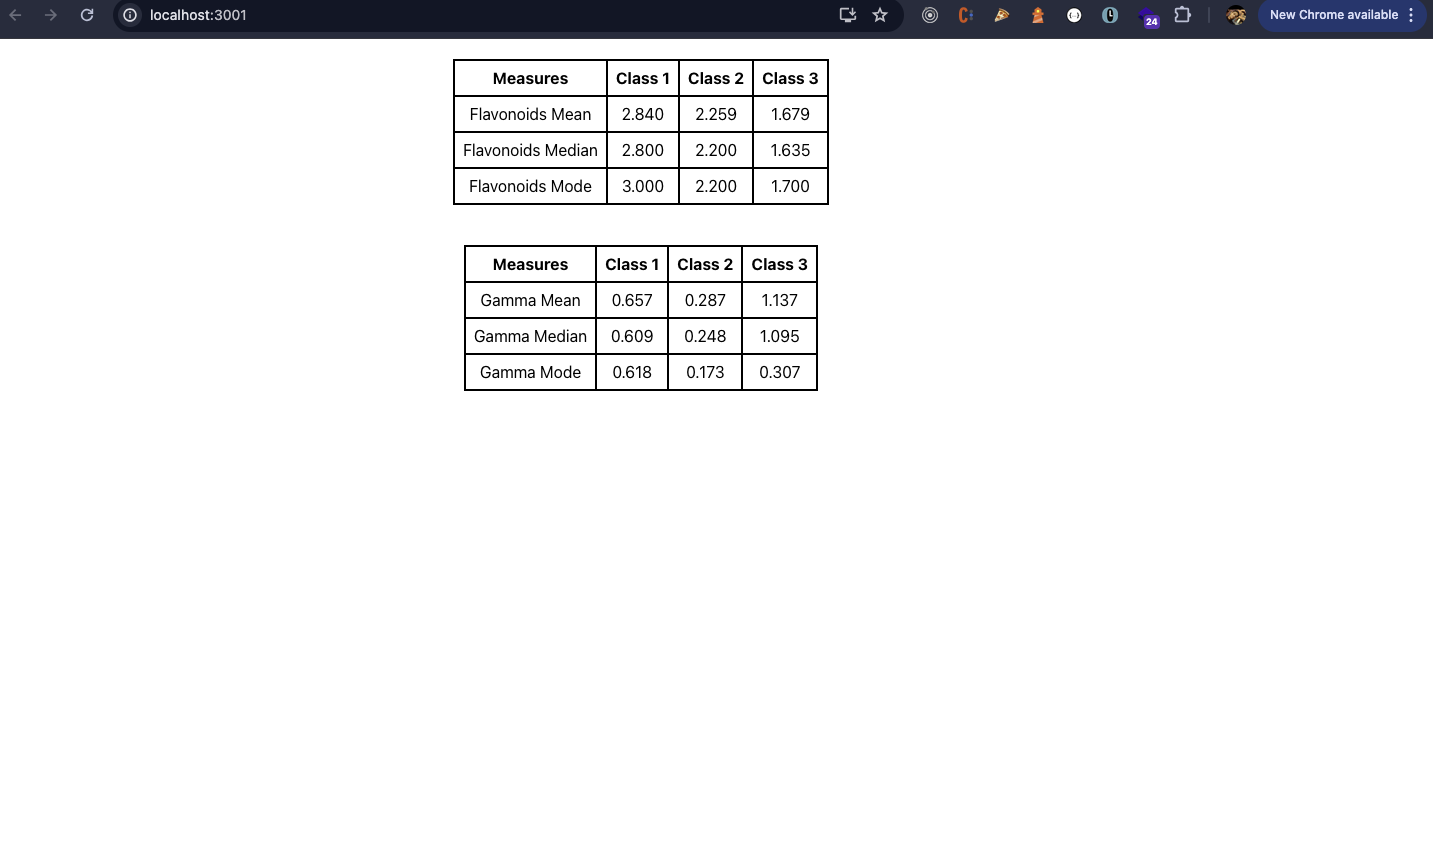 localhost:3001
24
New Chrome available
Measures Class 1 Class 2 Class 3
Flavonoids Mean 2.840 2.259 1.679
Flavonoids Median 2.800 2.200 1.635
Flavonoids Mode 3.000 2.200 1.700
Measures Class 1 Class 2 Class 3
Gamma Mean 0.657 0.287 1.137
Gamma Median 0.609 0.248 1.095
Gamma Mode 0.618 0.173 0.307